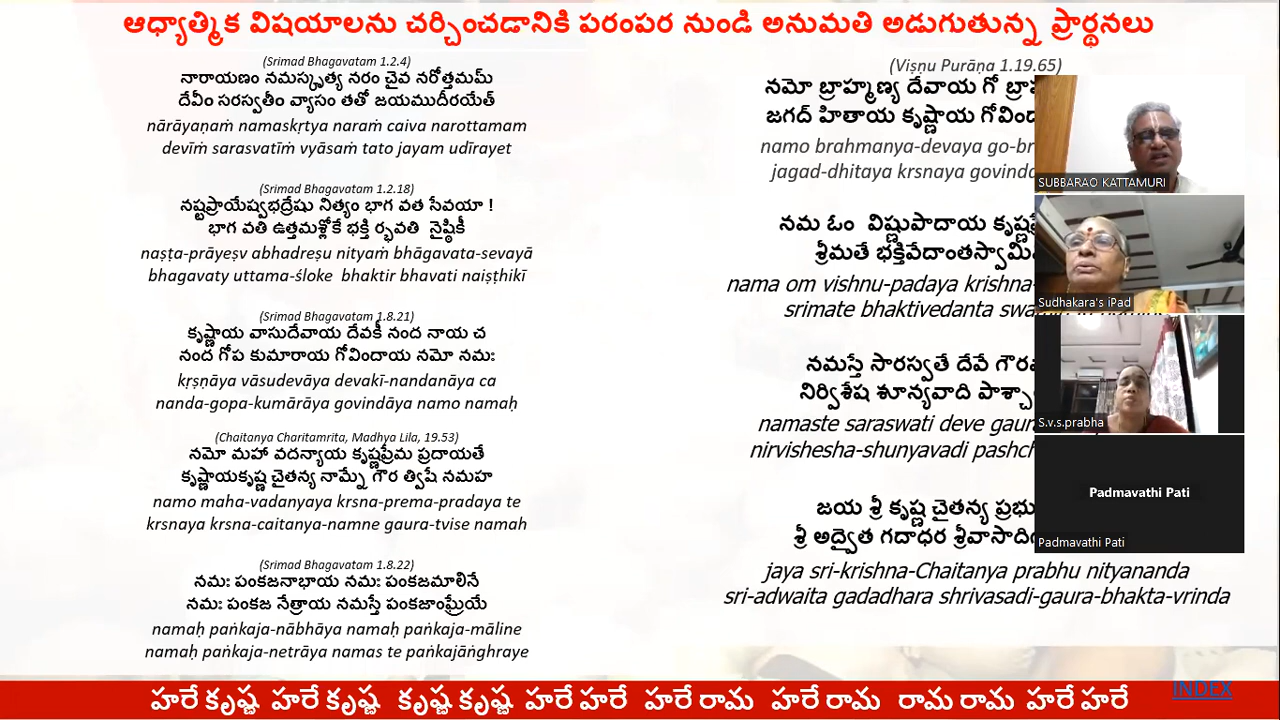 ఆధ్యాత్మిక విషయాలను చర్చించడానికి పరంపర నుండి అనుమతి అడుగుతున్న ప్రార్థనలు
(Srimad Bhagavatam 1.2.4)
నారాయణం నమస్కృత్య నరం చైవ నరోత్తమమ్
దేవీం సరస్వతీం వ్యాసం తతో జయముదీరయేత్
nārāyaṇaṁ namaskṛtya naraṁ caiva narottamam
devīṁ sarasvatīṁ vyāsaṁ tato jayam udīrayet
(Srimad Bhagavatam 1.2.18)
నష్టప్రాయేష్వభద్రేషు నిత్యం భాగ వత సేవయా !
భాగ వతి ఉత్తమశ్లోకే భక్తి ర్భవతి నైష్ఠికీ
naṣṭa-prāyeṣv abhadreṣu nityaṁ bhāgavata-sevayā
bhagavaty uttama-śloke bhaktir bhavati naiṣṭhikī
(Srimad Bhagavatam 1.8.21)
కృష్ణాయ వాసుదేవాయ దేవకీ నంద నాయ చ
నంద గోప కుమారాయ గోవిందాయ నమో నమః
kṛṣṇāya vāsudevāya devakī-nandanāya ca
nanda-gopa-kumārāya govindāya namo namaḥ
(Chaitanya Charitamrita, Madhya Lila, 19.53)
నమో మహా వదన్యాయ కృష్ణప్రేమ ప్రదాయతే
కృష్ణాయకృష్ణ చైతన్య నామ్నే గౌర త్విషే నమహ
namo maha-vadanyaya krsna-prema-pradaya te
krsnaya krsna-caitanya-namne gaura-tvise namah
(Srimad Bhagavatam 1.8.22)
నమః పంకజనాభాయ నమః పంకజమాలినే
నమః పంకజ నేత్రాయ నమస్తే పంకజాంఘ్రయే
namaḥ paṅkaja-nābhāya namaḥ paṅkaja-māline
namaḥ paṅkaja-netrāya namas te paṅkajāṅghraye
(Viṣṇu Purāṇa 1.19.65)
నమో బ్రాహ్మణ్య దేవాయ గో
జగద్ హితాయ కృష్ణాయ
namo brahmanya-devaya
jagad-dhitaya krsnaya
నమ ఓం విష్ణుపాదాయ
శ్రీమతే
nama om vishnu-padaya
srimate bhaktivedanta
నమస్తే సారస్వతే దేవే
నిర్విశేష శూన్యవాది
namaste saraswati deve
nirvishesha-shunyavadi
జయ శ్రీ కృష్ణ చైతన్య
శ్రీ అద్వైత గదాధర
jaya sri-krishna-Chaitanya prabhu nityananda
sri-adwaita gadadhara shrivasadi-gaura-bhakta-vrinda
SUBBARAO KATTAMURI
Sudhakara's iPad
S.v.s.prabha
Padmavathi Pati
Padmavathi Pati
హరే కృష్ణ హరే కృష్ణ కృష్ణ కృష్ణ హరే హరే హరే రామ హరే రామ రామ రామ హరే హరే
INDEX